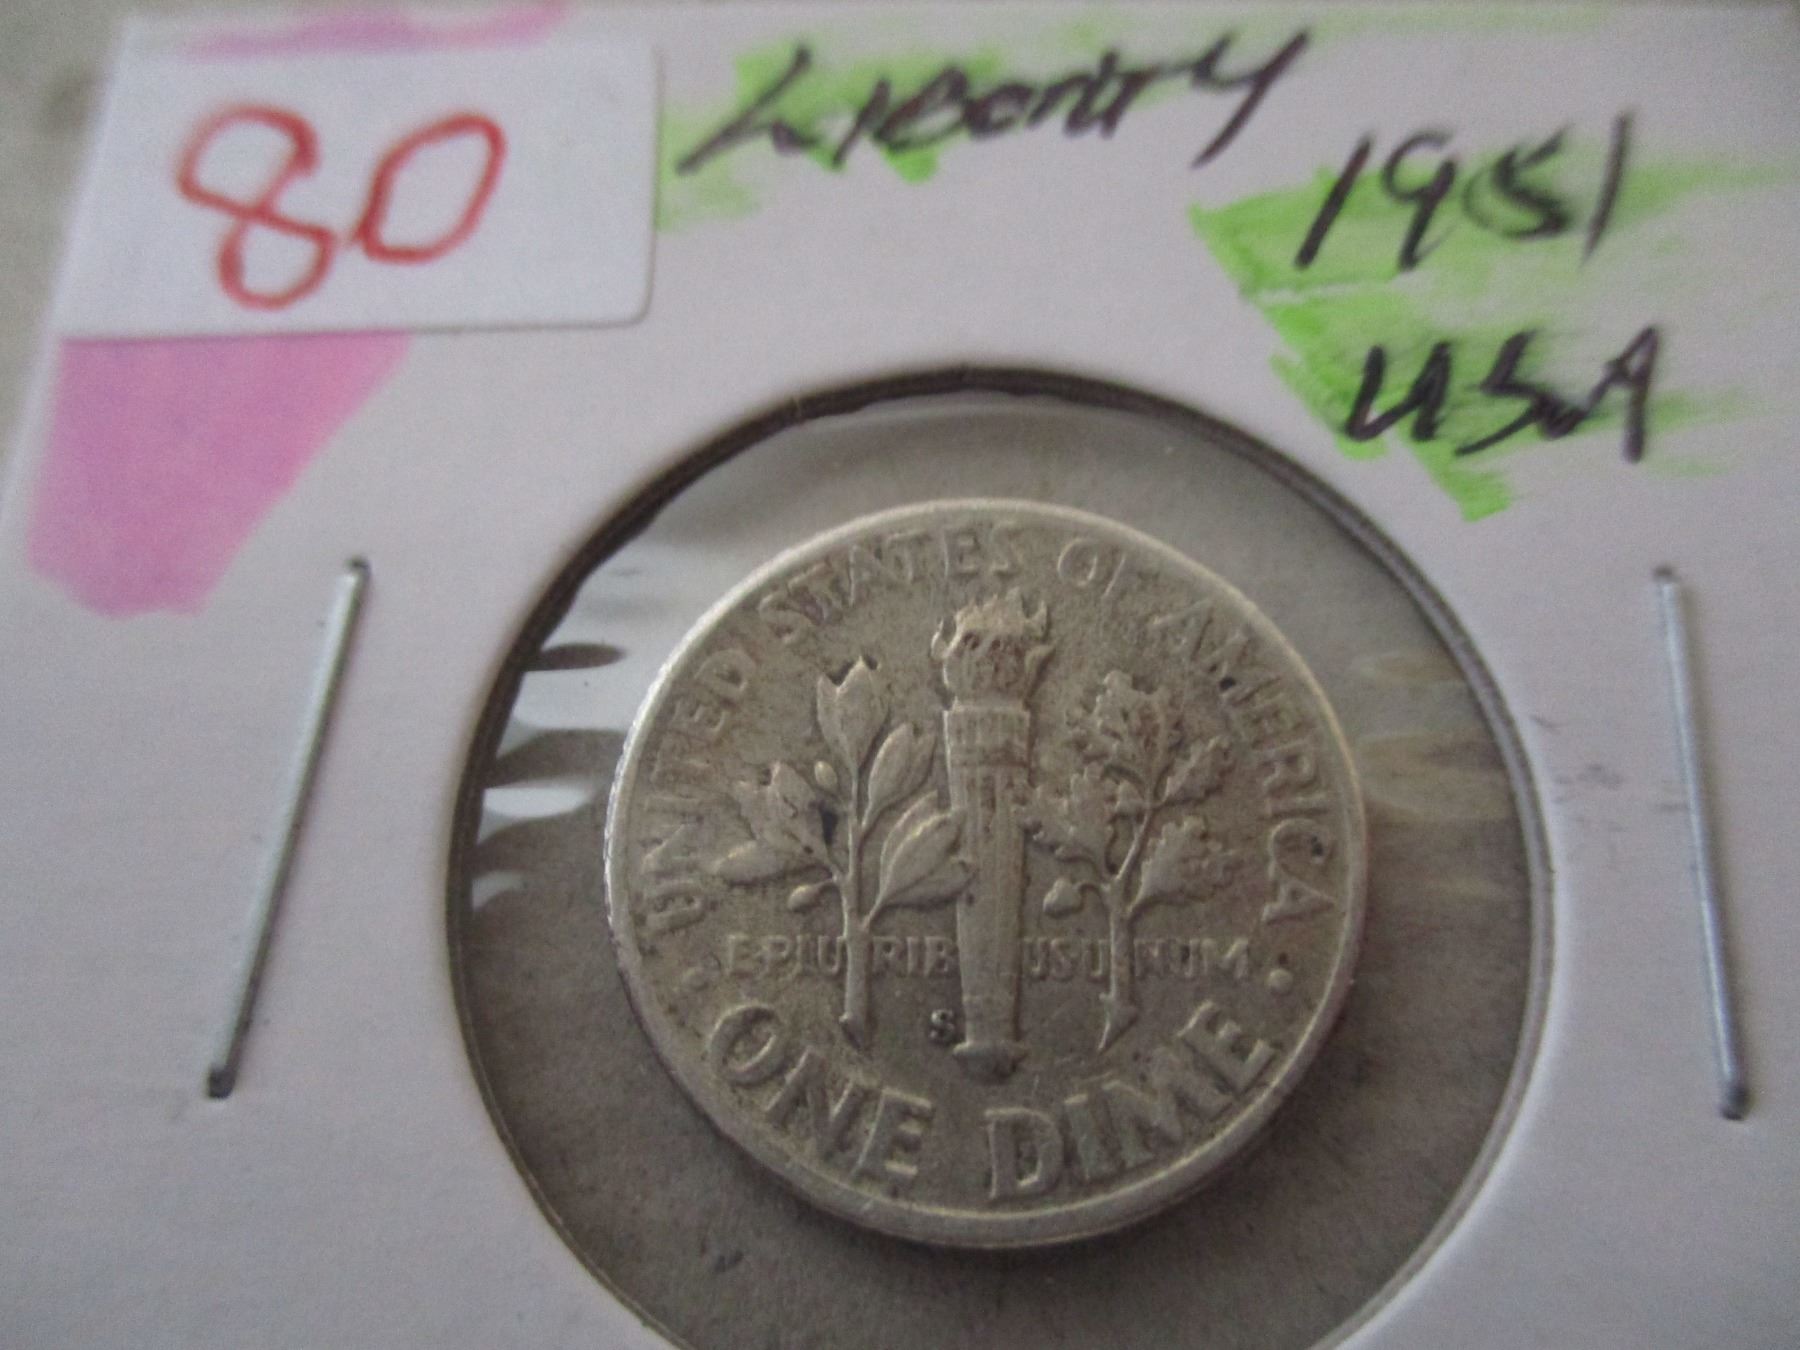 80
Liberty
1951
USA
UNITED STATES OF AMERICA
E PLURIBUS UNUM
S
ONE DIME